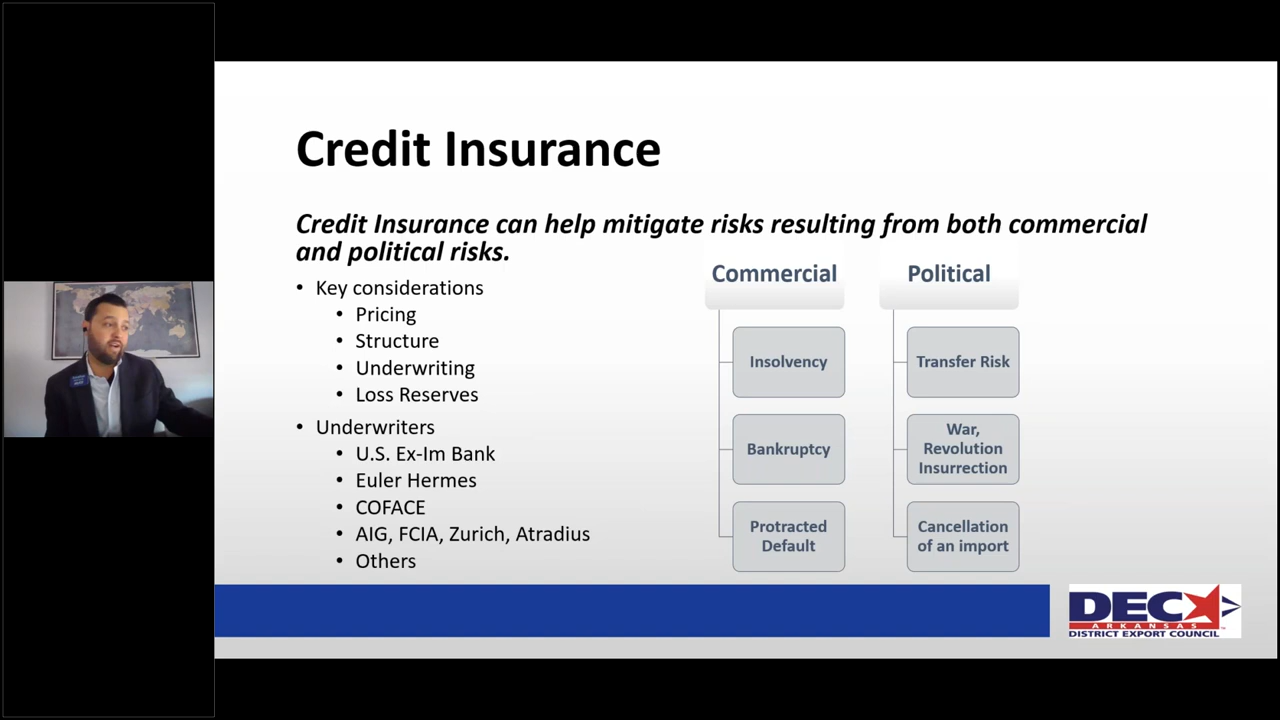 Credit Insurance
Credit Insurance can help mitigate risks resulting from both commercial
and political risks.
• Key considerations
• Pricing
• Structure
• Underwriting
• Loss Reserves
• Underwriters
• U.S. Ex-Im Bank
• Euler Hermes
• COFACE
• AIG, FCIA, Zurich, Atradius
• Others
Commercial
Insolvency
Bankruptcy
Protracted
Default
Political
Transfer Risk
War,
Revolution
Insurrection
Cancellation
of an import
DEC
ARKANSAS
DISTRICT EXPORT COUNCIL